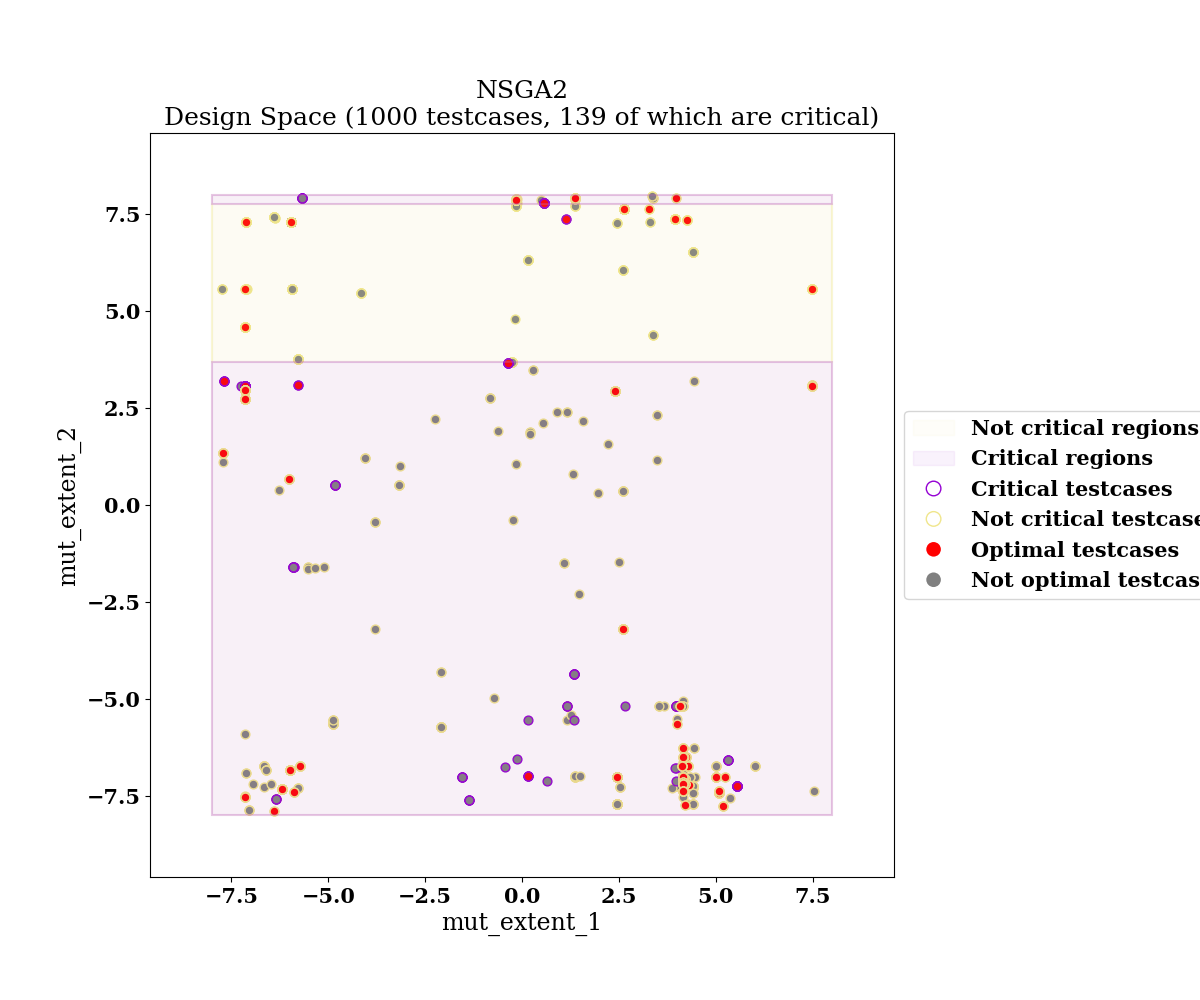 NSGA2
Design Space (1000 testcases, 139 of which are critical)
7.5
5.0
2.5
0.0
−2.5
−5.0
−7.5
mut_extent_2
−7.5 −5.0 −2.5 0.0 2.5 5.0 7.5
mut_extent_1
Not critical regions
Critical regions
Critical testcases
Not critical testcase
Optimal testcases
Not optimal testcas